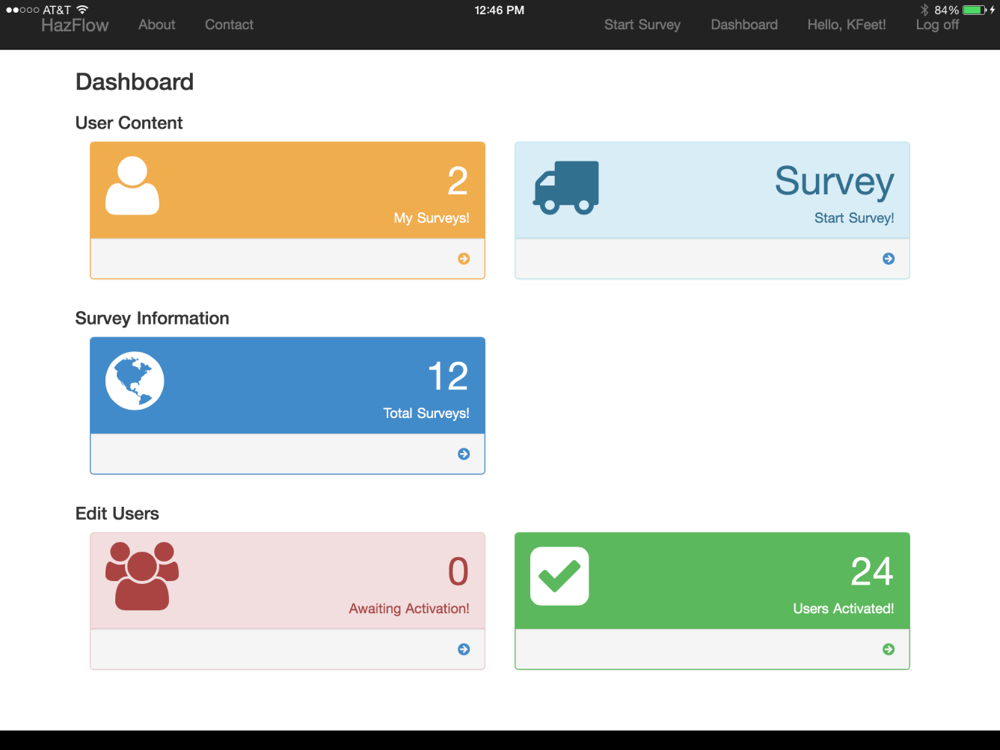 AT&T 12:46 PM 84%
HazFlow About Contact Start Survey Dashboard Hello, KFeet! Log off
Dashboard
User Content
2
My Surveys!
Survey
Start Survey!
Survey Information
12
Total Surveys!
Edit Users
0
Awaiting Activation!
24
Users Activated!